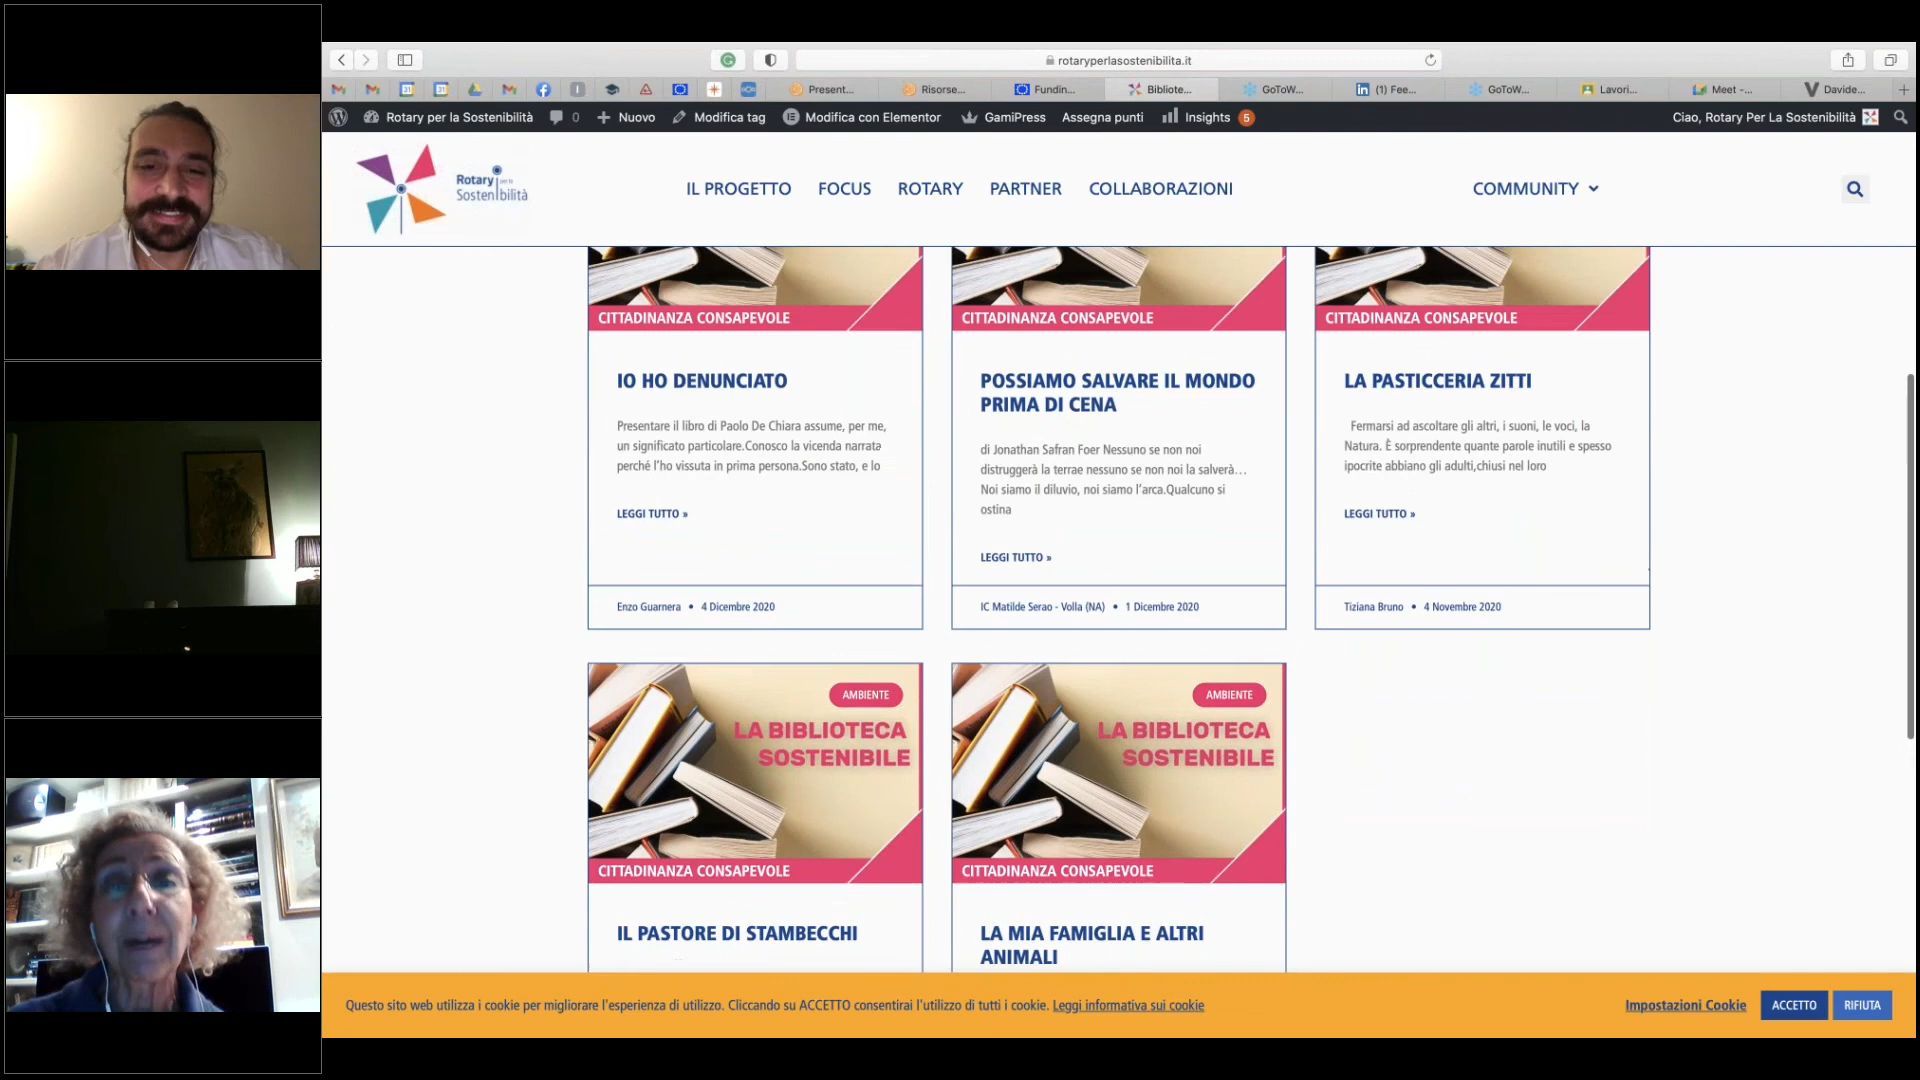 rotaryperlasostenibilita.it
Present...
Risorse...
Fundin...
Bibliote...
GoToW...
(1) Fee...
GoToW...
Lavori...
Meet -...
Davide...
Rotary per la Sostenibilità
0
Nuovo
Modifica tag
Modifica con Elementor
GamiPress
Assegna punti
Insights
5
Ciao, Rotary Per La Sostenibilità
Rotary per la
Sostenibilità
IL PROGETTO
FOCUS
ROTARY
PARTNER
COLLABORAZIONI
COMMUNITY
CITTADINANZA CONSAPEVOLE
IO HO DENUNCIATO
Presentare il libro di Paolo De Chiara assume, per me,
un significato particolare.Conosco la vicenda narrata
perché l'ho vissuta in prima persona.Sono stato, e lo
LEGGI TUTTO »
Enzo Guarnera • 4 Dicembre 2020
CITTADINANZA CONSAPEVOLE
POSSIAMO SALVARE IL MONDO
PRIMA DI CENA
di Jonathan Safran Foer Nessuno se non noi
distruggerà la terrae nessuno se non noi la salverà…
Noi siamo il diluvio, noi siamo l'arca.Qualcuno si
ostina
LEGGI TUTTO »
IC Matilde Serao - Volla (NA) • 1 Dicembre 2020
CITTADINANZA CONSAPEVOLE
LA PASTICCERIA ZITTI
Fermarsi ad ascoltare gli altri, i suoni, le voci, la
Natura. È sorprendente quante parole inutili e spesso
ipocrite abbiano gli adulti,chiusi nel loro
LEGGI TUTTO »
Tiziana Bruno • 4 Novembre 2020
AMBIENTE
LA BIBLIOTECA
SOSTENIBILE
CITTADINANZA CONSAPEVOLE
IL PASTORE DI STAMBECCHI
AMBIENTE
LA BIBLIOTECA
SOSTENIBILE
CITTADINANZA CONSAPEVOLE
LA MIA FAMIGLIA E ALTRI
ANIMALI
Questo sito web utilizza i cookie per migliorare l'esperienza di utilizzo. Cliccando su ACCETTO consentirai l'utilizzo di tutti i cookie. Leggi informativa sui cookie
Impostazioni Cookie
ACCETTO
RIFIUTA